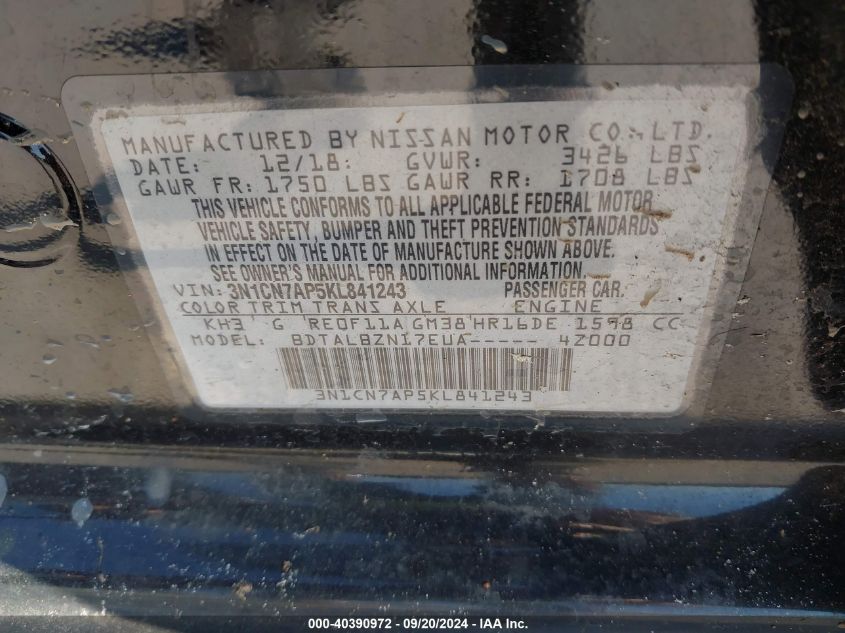 MANUFACTURED BY NISSAN MOTOR CO., LTD.
DATE: 12/18 GVWR: 3426 LBS
GAWR FR: 1750 LBS GAWR RR: 1708 LBS
THIS VEHICLE CONFORMS TO ALL APPLICABLE FEDERAL MOTOR
VEHICLE SAFETY, BUMPER AND THEFT PREVENTION STANDARDS
IN EFFECT ON THE DATE OF MANUFACTURE SHOWN ABOVE.
SEE OWNER'S MANUAL FOR ADDITIONAL INFORMATION.
VIN: 3N1CN7AP5KL841243 PASSENGER CAR.
COLOR TRIM TRANS AXLE ENGINE
KH3 G RE0F11A GM38 HR16DE 1598 CC
MODEL: BDTALBZN17EUA----- 4Z000
3N1CN7AP5KL841243
000-40390972 - 09/20/2024 - IAA Inc.